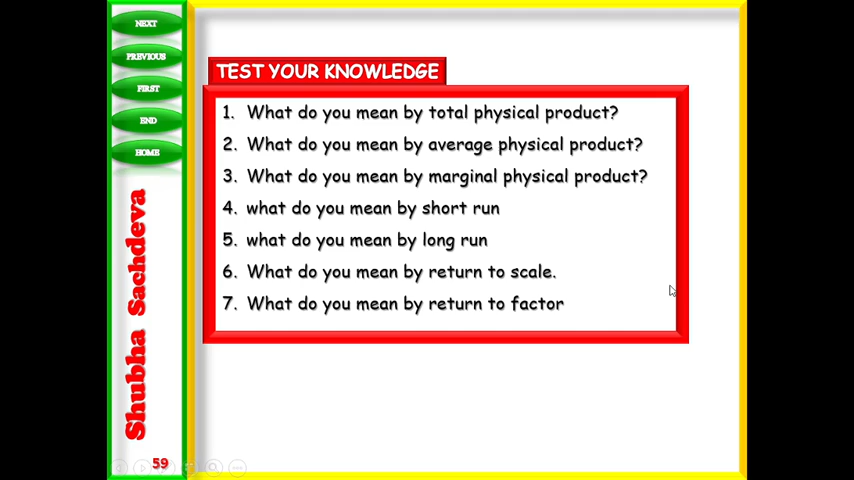 NEXT
PREVIOUS
FIRST
END
HOME
Shubha Sachdeva
59
TEST YOUR KNOWLEDGE
1. What do you mean by total physical product?
2. What do you mean by average physical product?
3. What do you mean by marginal physical product?
4. what do you mean by short run
5. what do you mean by long run
6. What do you mean by return to scale.
7. What do you mean by return to factor